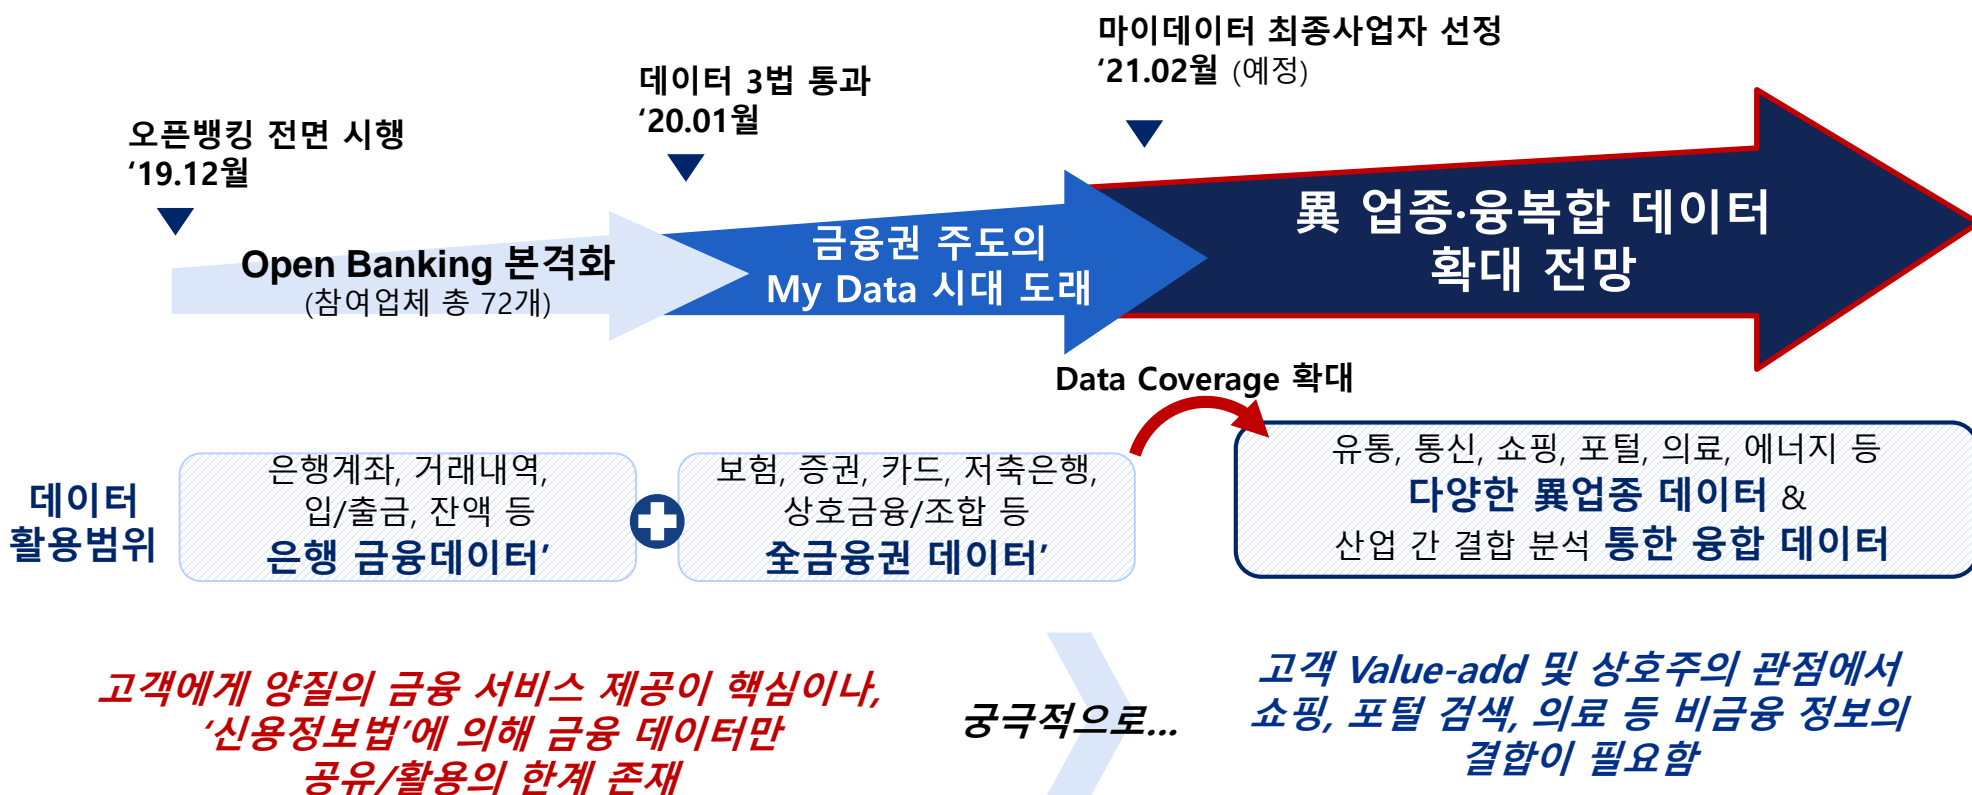 마이데이터 최종사업자 선정
‘21.02월 (예정)
데이터 3법 통과
‘20.01월
오픈뱅킹 전면 시행
‘19.12월
Open Banking 본격화
(참여업체 총 72개)
금융권 주도의
My Data 시대 도래
異 업종·융복합 데이터
확대 전망
Data Coverage 확대
데이터
활용범위
은행계좌, 거래내역,
입/출금, 잔액 등
은행 금융데이터’
보험, 증권, 카드, 저축은행,
상호금융/조합 등
全금융권 데이터’
유통, 통신, 쇼핑, 포털, 의료, 에너지 등
다양한 異업종 데이터 &
산업 간 결합 분석 통한 융합 데이터
고객에게 양질의 금융 서비스 제공이 핵심이나,
‘신용정보법’에 의해 금융 데이터만
공유/활용의 한계 존재
궁극적으로...
고객 Value-add 및 상호주의 관점에서
쇼핑, 포털 검색, 의료 등 비금융 정보의
결합이 필요함